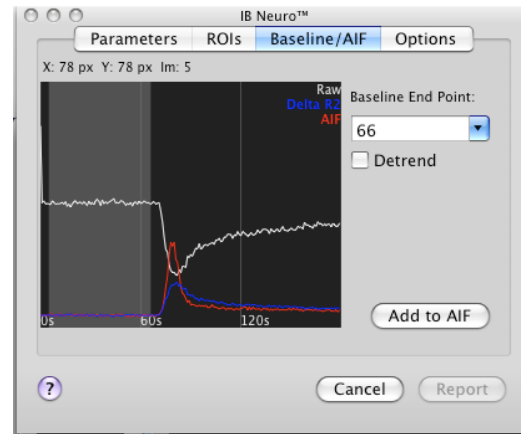 IB Neuro™
Parameters ROIs Baseline/AIF Options
X: 78 px Y: 78 px Im: 5
Raw
Delta R2
AIF
Baseline End Point:
66
Detrend
0s 60s 120s
Add to AIF
? Cancel Report